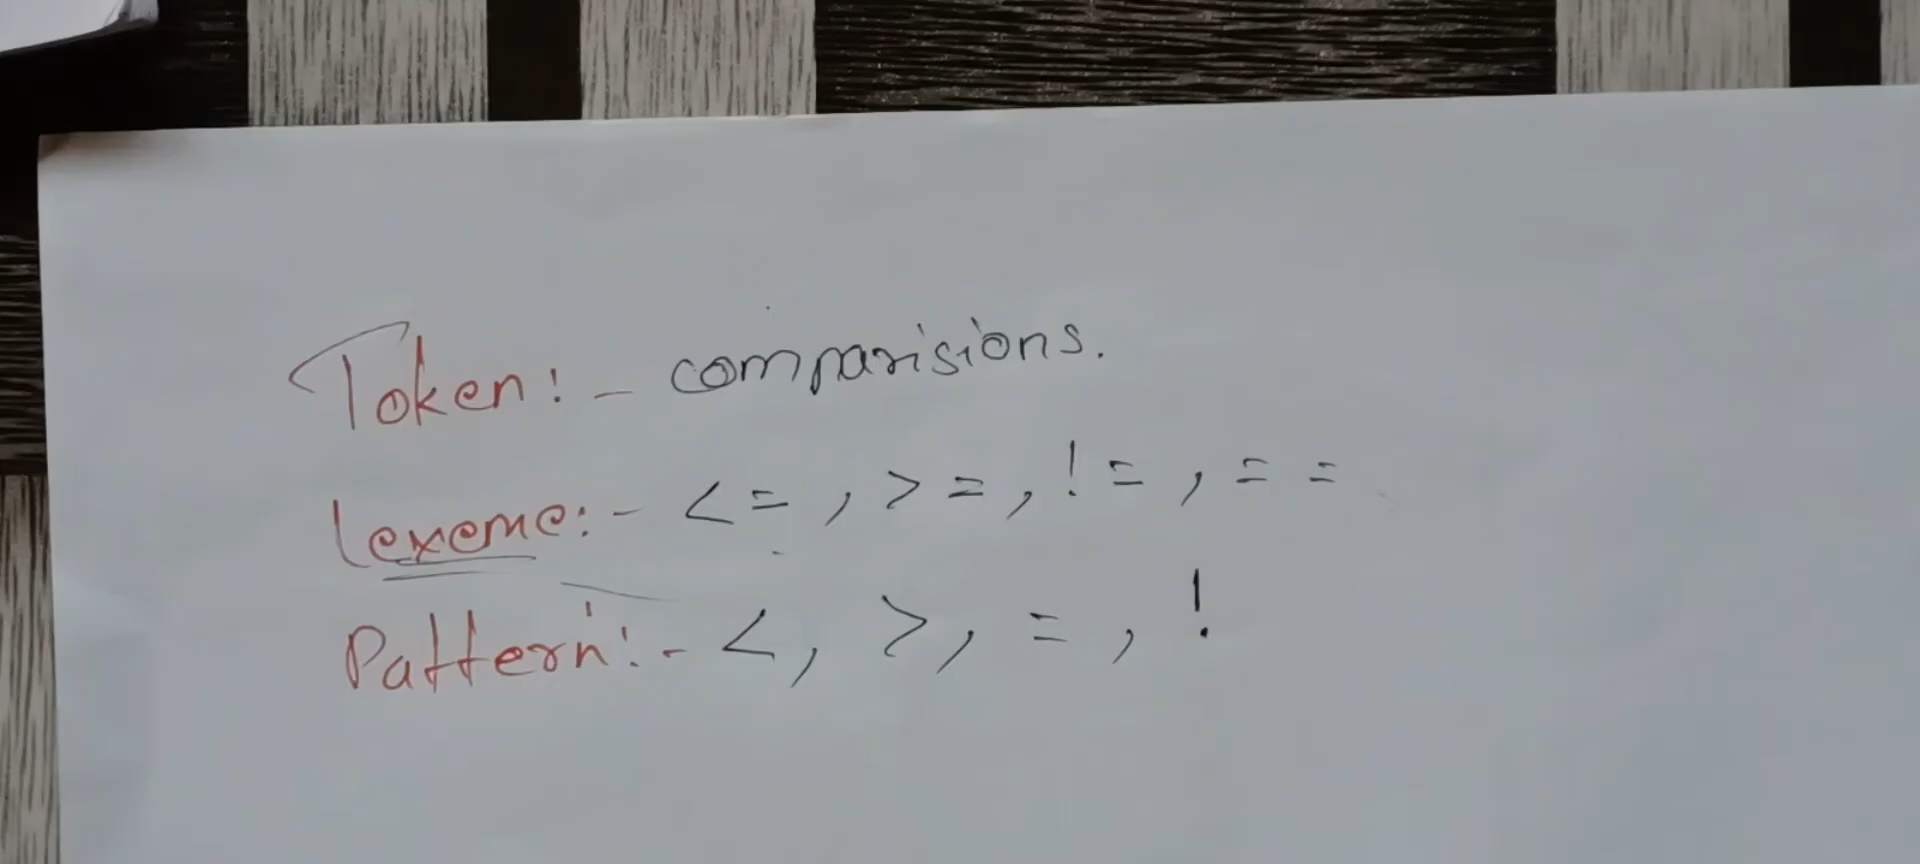 Token:- comparisions.
lexeme:- <= , >= , != , ==
Pattern:- <, >, = , !